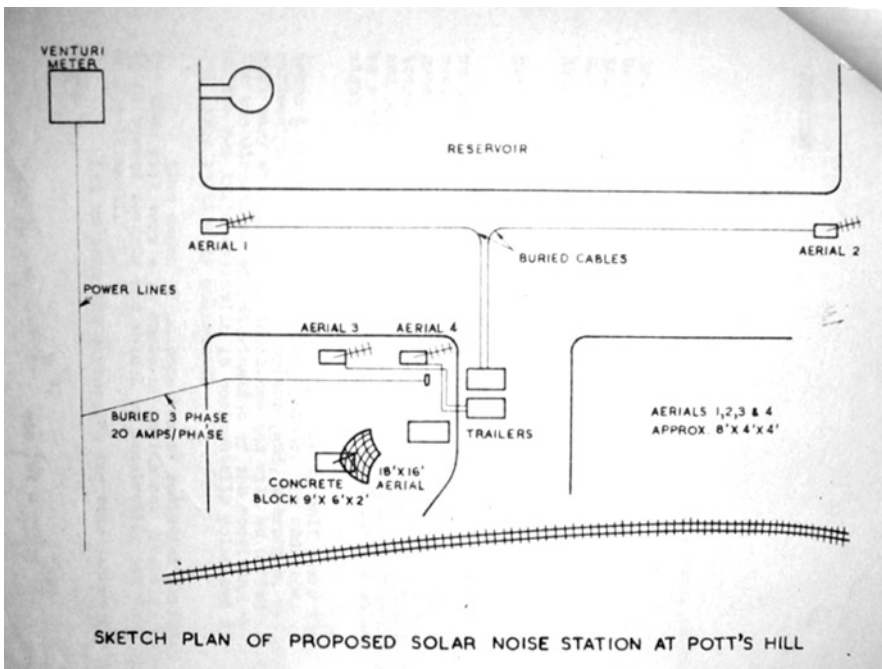 VENTURI
METER
RESERVOIR
AERIAL 1
AERIAL 2
BURIED CABLES
POWER LINES
AERIAL 3
AERIAL 4
BURIED 3 PHASE
20 AMPS/PHASE
TRAILERS
AERIALS 1,2,3 & 4
APPROX. 8'X 4'X 4'
18'X16'
AERIAL
CONCRETE
BLOCK 9'X 6'X 2'
SKETCH PLAN OF PROPOSED SOLAR NOISE STATION AT POTT'S HILL